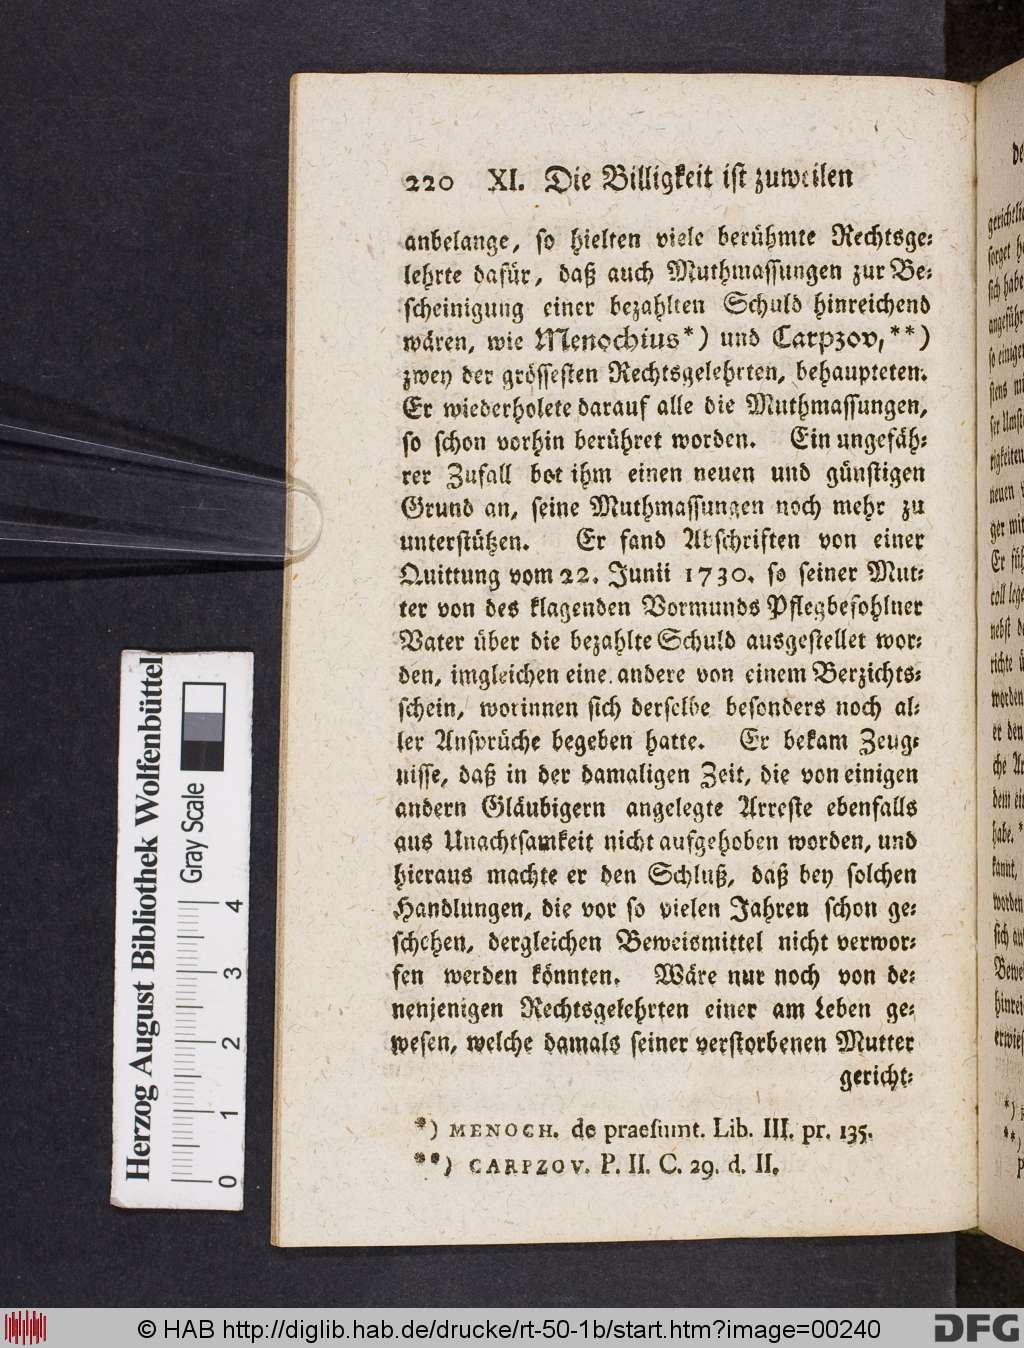 220 XI. Die Billigkeit ist zuweilen
anbelange, so hielten viele berühmte Rechtsge-
lehrte dafür, daß auch Muthmassungen zur Be-
scheinigung einer bezahlten Schuld hinreichend
wären, wie Menochius*) und Carpzov,**)
zwey der grössesten Rechtsgelehrten, behaupteten.
Er wiederholete darauf alle die Muthmassungen,
so schon vorhin berühret worden. Ein ungefäh-
rer Zufall bot ihm einen neuen und günstigen
Grund an, seine Muthmassungen noch mehr zu
unterstützen. Er fand Abschriften von einer
Quittung vom 22. Junii 1730. so seiner Mut-
ter von des klagenden Vormunds Pflegbefohlner
Vater über die bezahlte Schuld ausgestellet wor-
den, imgleichen eine andere von einem Verzichts-
schein, worinnen sich derselbe besonders noch al-
ler Ansprüche begeben hatte. Er bekam Zeug-
nisse, daß in der damaligen Zeit, die von einigen
andern Gläubigern angelegte Arreste ebenfalls
aus Unachtsamkeit nicht aufgehoben worden, und
hieraus machte er den Schluß, daß bey solchen
Handlungen, die vor so vielen Jahren schon ge-
schehen, dergleichen Beweismittel nicht verwor-
fen werden könnten. Wäre nur noch von de-
nenjenigen Rechtsgelehrten einer am Leben ge-
wesen, welche damals seiner verstorbenen Mutter
gericht-
*) MENOCH. de praesumt. Lib. III. pr. 135.
**) CARPZOV. P. II. C. 29. d. II.
Herzog August Bibliothek Wolfenbüttel
Gray Scale
0 1 2 3 4
© HAB http://diglib.hab.de/drucke/rt-50-1b/start.htm?image=00240
DFG